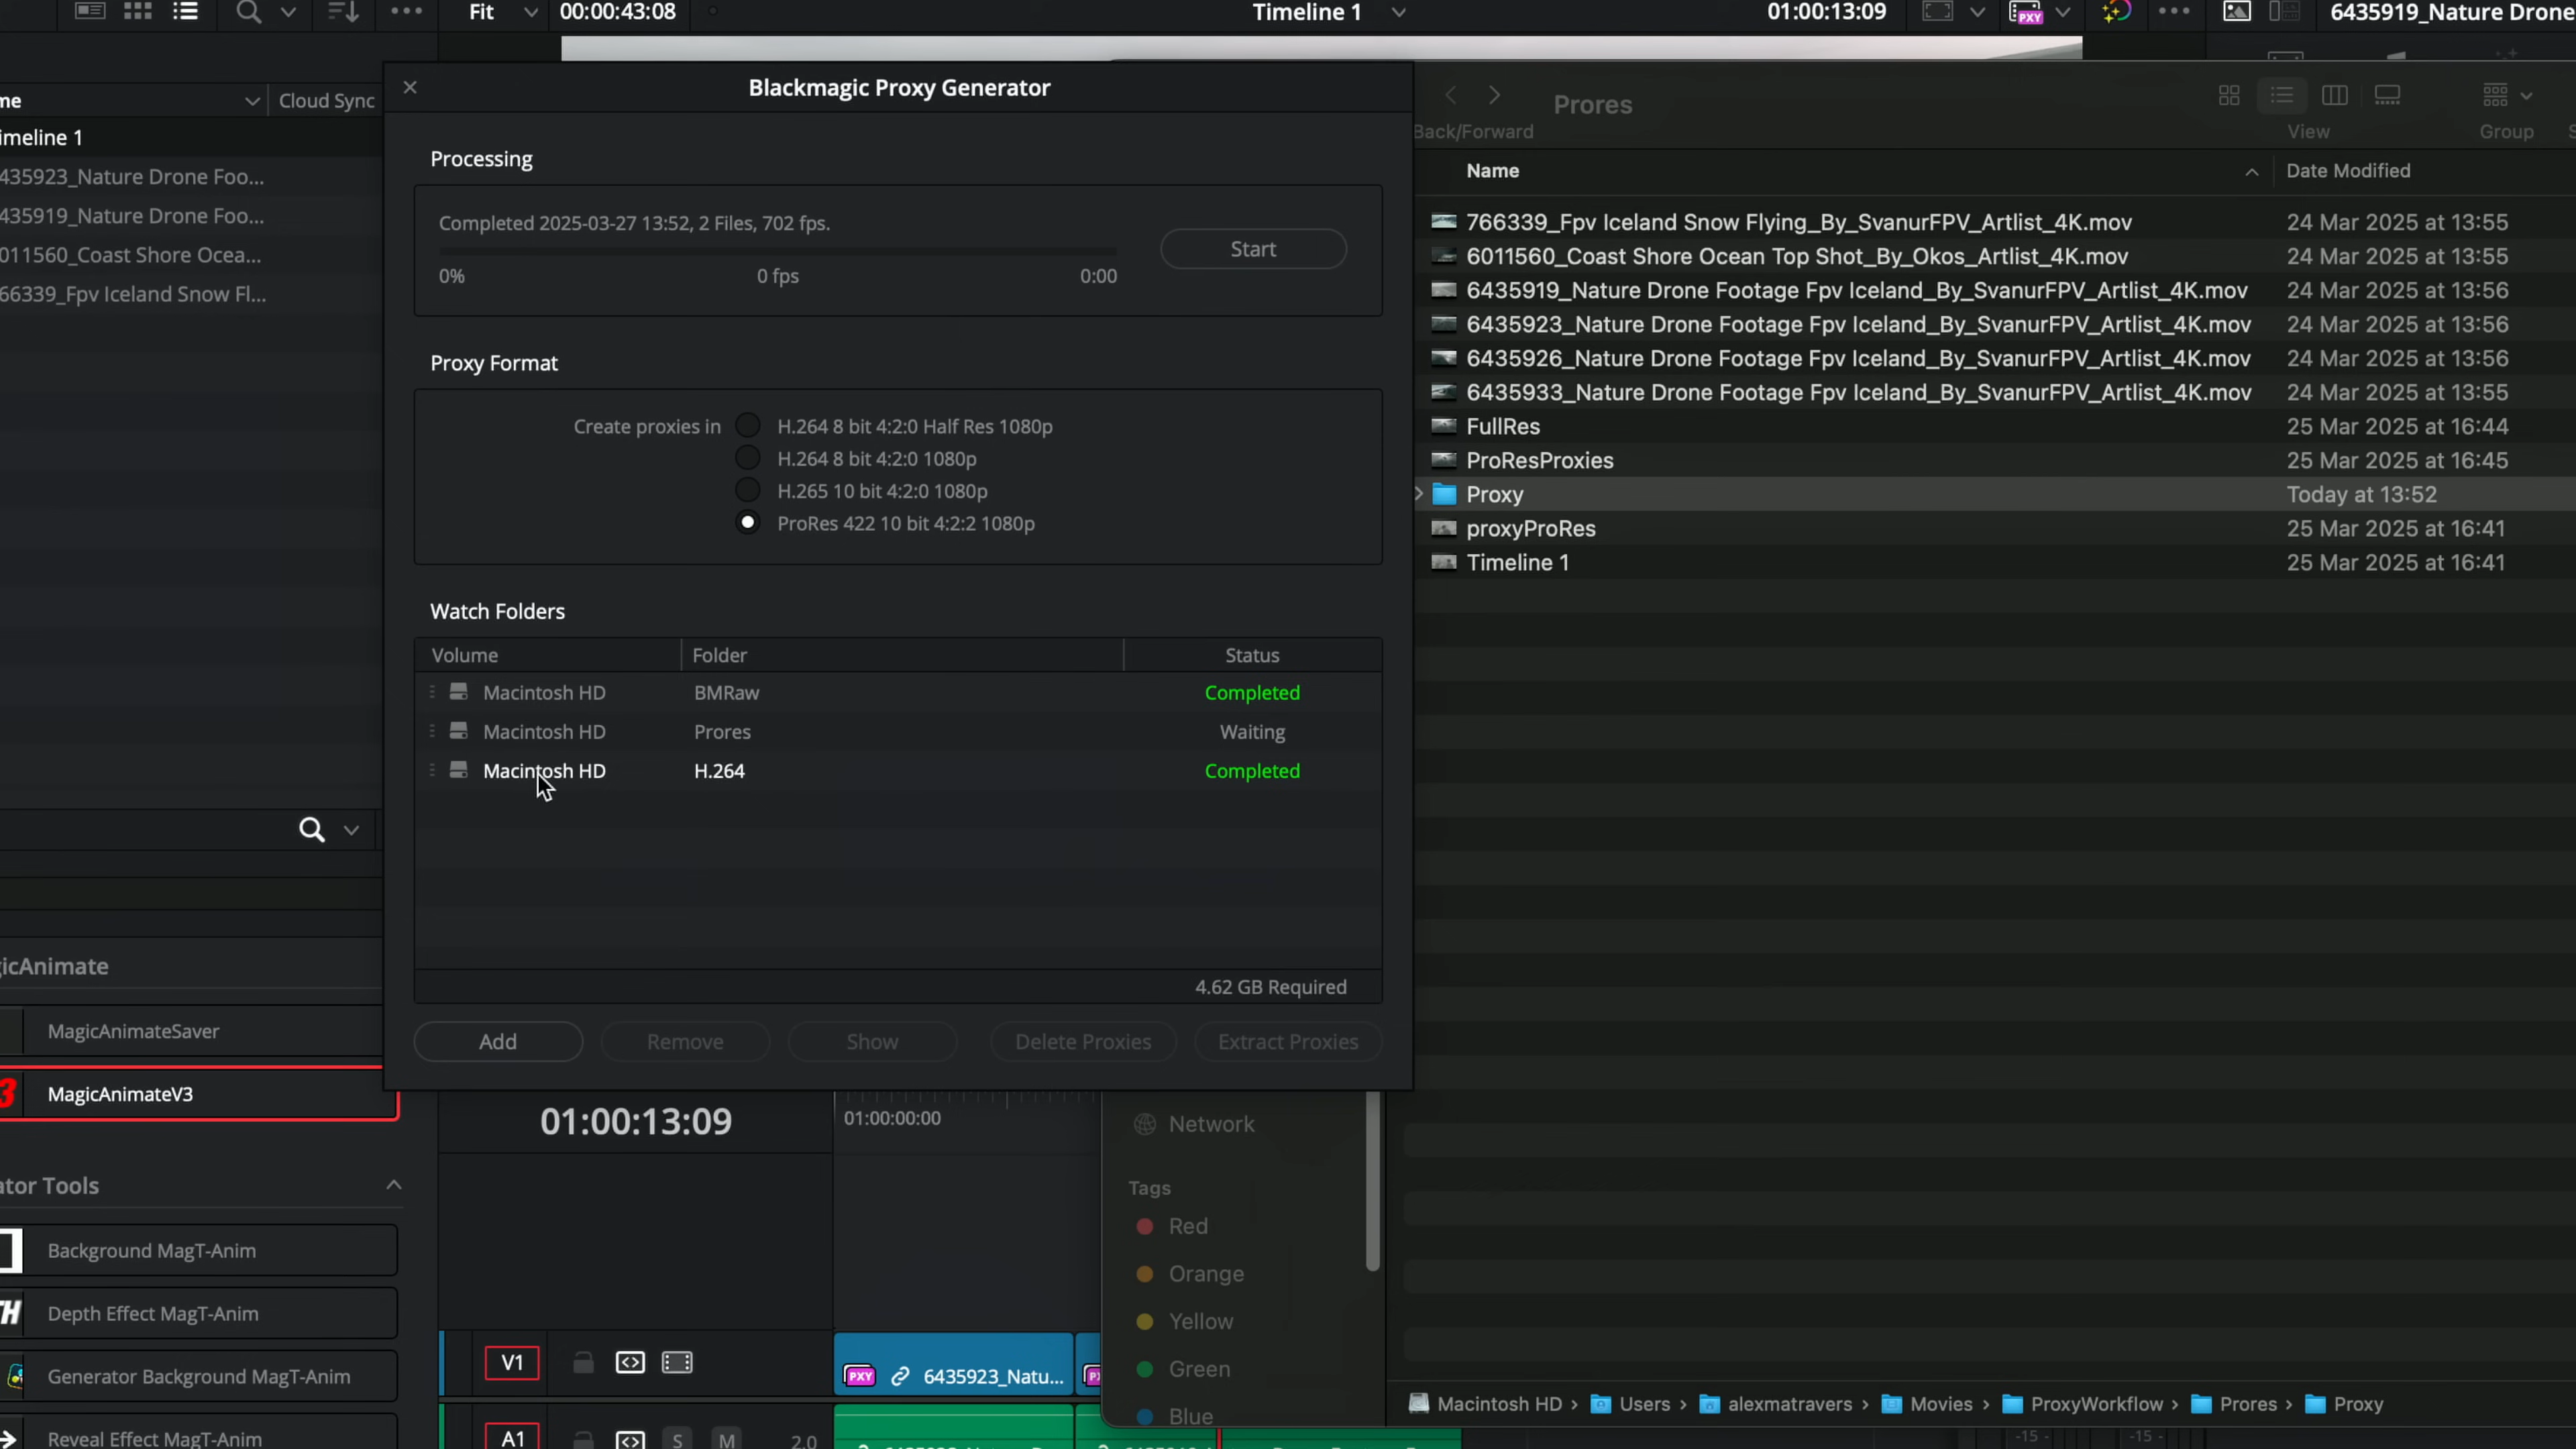 Fit 00:00:43:08 Timeline 1 01:00:13:09 PXY 6435919_Nature Drone
me Cloud Sync
imeline 1
435923_Nature Drone Foo...
435919_Nature Drone Foo...
011560_Coast Shore Ocea...
66339_Fpv Iceland Snow Fl...
icAnimate
MagicAnimateSaver
MagicAnimateV3
ator Tools
Background MagT-Anim
Depth Effect MagT-Anim
Generator Background MagT-Anim
Reveal Effect MagT-Anim
Blackmagic Proxy Generator
Processing
Completed 2025-03-27 13:52, 2 Files, 702 fps.
Start
0% 0 fps 0:00
Proxy Format
Create proxies in H.264 8 bit 4:2:0 Half Res 1080p
H.264 8 bit 4:2:0 1080p
H.265 10 bit 4:2:0 1080p
ProRes 422 10 bit 4:2:2 1080p
Watch Folders
Volume Folder Status
Macintosh HD BMRaw Completed
Macintosh HD Prores Waiting
Macintosh HD H.264 Completed
4.62 GB Required
Add Remove Show Delete Proxies Extract Proxies
Prores
Back/Forward View Group
Name Date Modified
766339_Fpv Iceland Snow Flying_By_SvanurFPV_Artlist_4K.mov 24 Mar 2025 at 13:55
6011560_Coast Shore Ocean Top Shot_By_Okos_Artlist_4K.mov 24 Mar 2025 at 13:55
6435919_Nature Drone Footage Fpv Iceland_By_SvanurFPV_Artlist_4K.mov 24 Mar 2025 at 13:56
6435923_Nature Drone Footage Fpv Iceland_By_SvanurFPV_Artlist_4K.mov 24 Mar 2025 at 13:56
6435926_Nature Drone Footage Fpv Iceland_By_SvanurFPV_Artlist_4K.mov 24 Mar 2025 at 13:56
6435933_Nature Drone Footage Fpv Iceland_By_SvanurFPV_Artlist_4K.mov 24 Mar 2025 at 13:55
FullRes 25 Mar 2025 at 16:44
ProResProxies 25 Mar 2025 at 16:45
Proxy Today at 13:52
proxyProRes 25 Mar 2025 at 16:41
Timeline 1 25 Mar 2025 at 16:41
01:00:13:09 01:00:00:00
Network
Tags
Red
Orange
Yellow
Green
Blue
V1 PXY 6435923_Natu...
A1 S M 2.0
Macintosh HD › Users › alexmatravers › Movies › ProxyWorkflow › Prores › Proxy
-15 -15